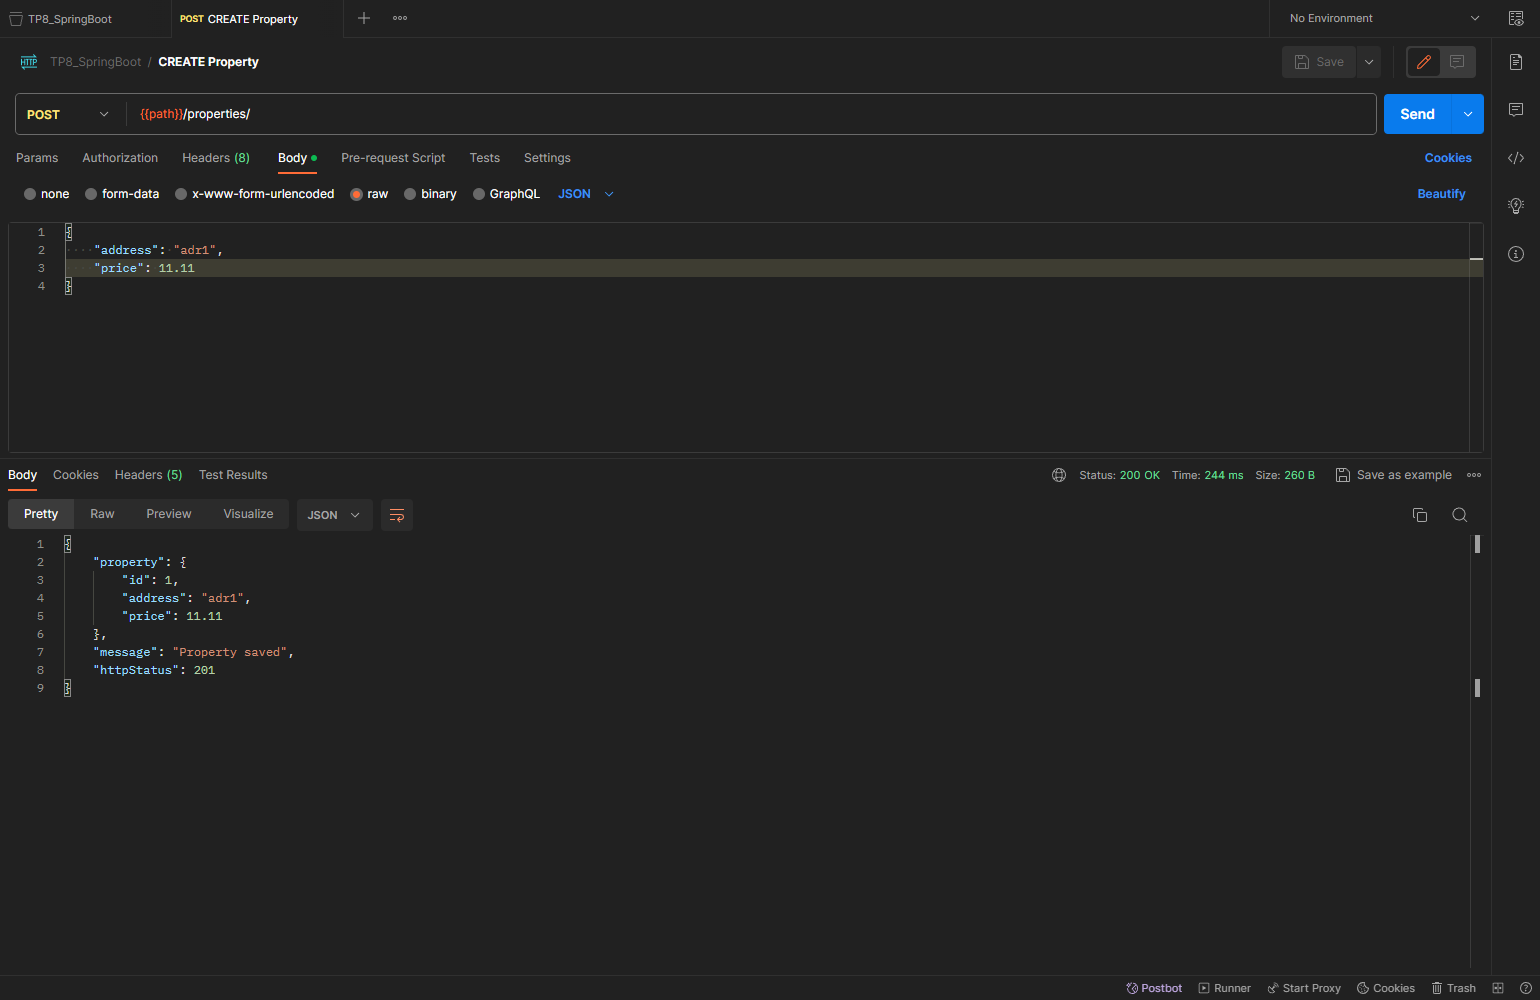 TP8_SpringBoot
POST CREATE Property
No Environment
HTTP TP8_SpringBoot / CREATE Property
Save
POST {{path}}/properties/
Send
Params Authorization Headers (8) Body Pre-request Script Tests Settings
Cookies
none form-data x-www-form-urlencoded raw binary GraphQL JSON
Beautify
1 {
2 "address": "adr1",
3 "price": 11.11
4 }
Body Cookies Headers (5) Test Results
Status: 200 OK Time: 244 ms Size: 260 B Save as example
Pretty Raw Preview Visualize JSON
1 {
2 "property": {
3 "id": 1,
4 "address": "adr1",
5 "price": 11.11
6 },
7 "message": "Property saved",
8 "httpStatus": 201
9 }
Postbot Runner Start Proxy Cookies Trash